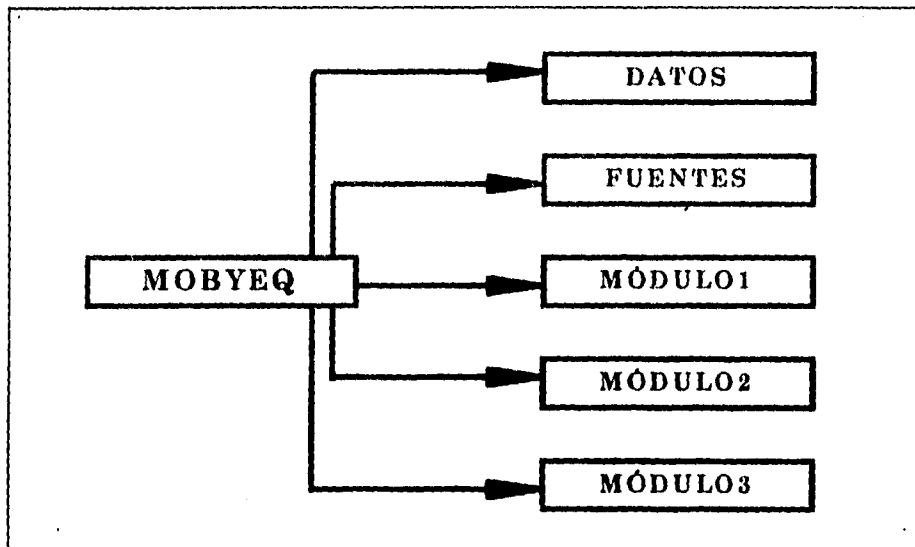 DATOS
FUENTES
MOBYEQ
MÓDULO1
MÓDULO2
MÓDULO3